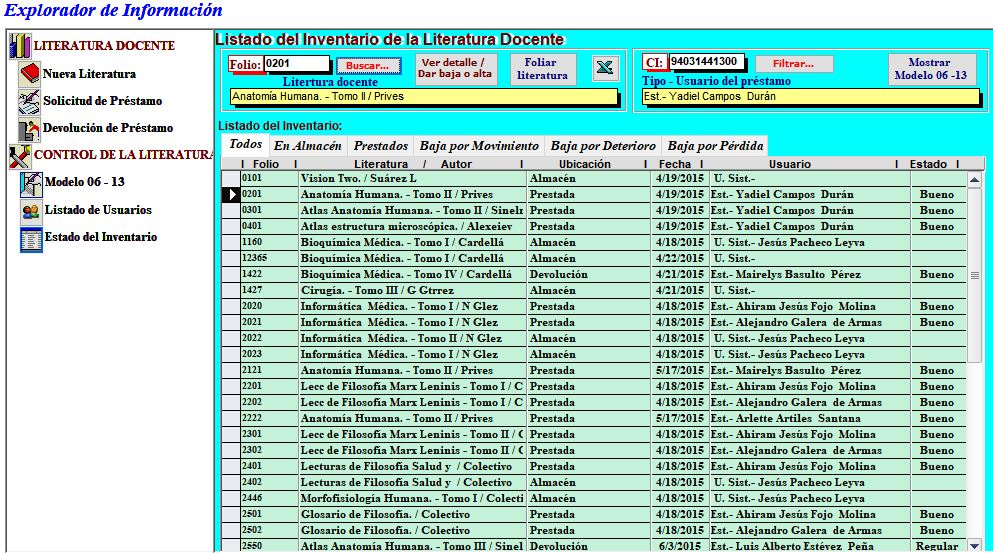 Explorador de Información
LITERATURA DOCENTE
Nueva Literatura
Solicitud de Préstamo
Devolución de Préstamo
CONTROL DE LA LITERATURA
Modelo 06 - 13
Listado de Usuarios
Estado del Inventario
Listado del Inventario de la Literatura Docente
Folio: 0201 Buscar... Ver detalle / Dar baja o alta Foliar literatura
Litertura docente
Anatomía Humana. - Tomo II / Prives
CI: 94031441300 Filtrar... Mostrar Modelo 06 -13
Tipo - Usuario del préstamo
Est.- Yadiel Campos Durán
Listado del Inventario:
Todos En Almacén Prestados Baja por Movimiento Baja por Deterioro Baja por Pérdida
I Folio I Literatura / Autor I Ubicación I Fecha I Usuario I Estado I
0101 Vision Two. / Suárez L Almacén 4/19/2015 U. Sist.-
0201 Anatomía Humana. - Tomo II / Prives Prestada 4/19/2015 Est.- Yadiel Campos Durán Bueno
0301 Atlas Anatomía Humana. - Tomo II / Sineln Prestada 4/19/2015 Est.- Yadiel Campos Durán Bueno
0401 Atlas estructura microscópica. / Alexeiev Prestada 4/19/2015 Est.- Yadiel Campos Durán Bueno
1160 Bioquímica Médica. - Tomo I / Cardellá Almacén 4/18/2015 U. Sist.- Jesús Pacheco Leyva
12365 Bioquímica Médica. - Tomo I / Cardellá Almacén 4/22/2015 U. Sist.-
1422 Bioquímica Médica. - Tomo IV / Cardellá Devolución 4/21/2015 Est.- Mairelys Basulto Pérez Bueno
1427 Cirugía. - Tomo III / G Gtrrez Almacén 4/21/2015 U. Sist.-
2020 Informática Médica. - Tomo I / N Glez Prestada 4/18/2015 Est.- Ahiram Jesús Fojo Molina Bueno
2021 Informática Médica. - Tomo I / N Glez Prestada 4/18/2015 Est.- Alejandro Galera de Armas Bueno
2022 Informática Médica. - Tomo II / N Glez Almacén 4/18/2015 U. Sist.- Jesús Pacheco Leyva
2023 Informática Médica. - Tomo I / N Glez Almacén 4/18/2015 U. Sist.- Jesús Pacheco Leyva
2121 Anatomía Humana. - Tomo II / Prives Prestada 5/17/2015 Est.- Mairelys Basulto Pérez Bueno
2201 Lecc de Filosofía Marx Leninis - Tomo I / C Prestada 4/18/2015 Est.- Ahiram Jesús Fojo Molina Bueno
2202 Lecc de Filosofía Marx Leninis - Tomo I / C Prestada 4/18/2015 Est.- Alejandro Galera de Armas Bueno
2222 Anatomía Humana. - Tomo II / Prives Prestada 5/17/2015 Est.- Arlette Artiles Santana Bueno
2301 Lecc de Filosofía Marx Leninis - Tomo II / C Prestada 4/18/2015 Est.- Ahiram Jesús Fojo Molina Bueno
2302 Lecc de Filosofía Marx Leninis - Tomo II / C Prestada 4/18/2015 Est.- Alejandro Galera de Armas Bueno
2401 Lecturas de Filosofía Salud y / Colectivo Prestada 4/18/2015 Est.- Ahiram Jesús Fojo Molina Bueno
2402 Lecturas de Filosofía Salud y / Colectivo Almacén 4/18/2015 U. Sist.- Jesús Pacheco Leyva
2446 Morfofisiología Humana. - Tomo I / Colecti Almacén 4/18/2015 U. Sist.- Jesús Pacheco Leyva
2501 Glosario de Filosofía. / Colectivo Prestada 4/18/2015 Est.- Ahiram Jesús Fojo Molina Bueno
2502 Glosario de Filosofía. / Colectivo Prestada 4/18/2015 Est.- Alejandro Galera de Armas Bueno
2550 Atlas Anatomía Humana. - Tomo III / Sinel Devolución 6/3/2015 Est.- Luis Alberto Estévez Peña Regular